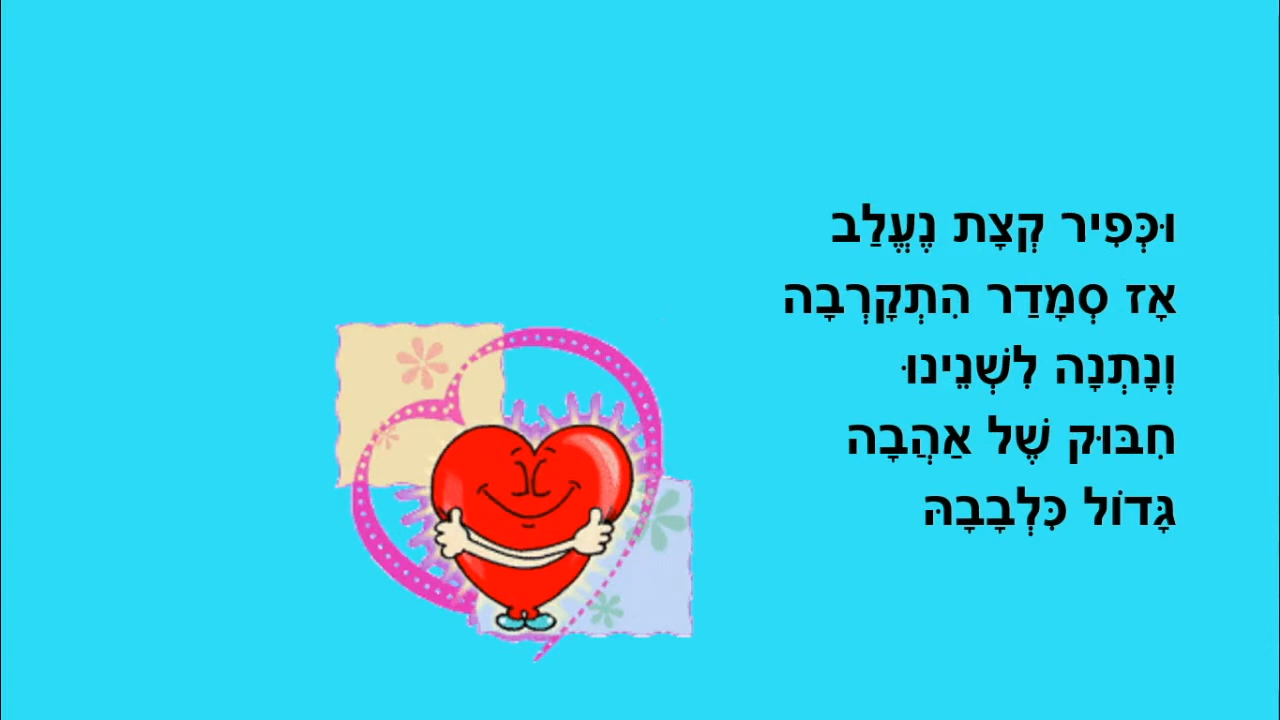 וּכְּפִיר קְצָת נֶעֱלַב
אָז סְמָדַר הִתְקָרְבָה
וְנָתְנָה לִשְׁנֵינוּ
חִבּוּק שֶׁל אַהֲבָה
גָּדוֹל כִּלְבָבָהּ